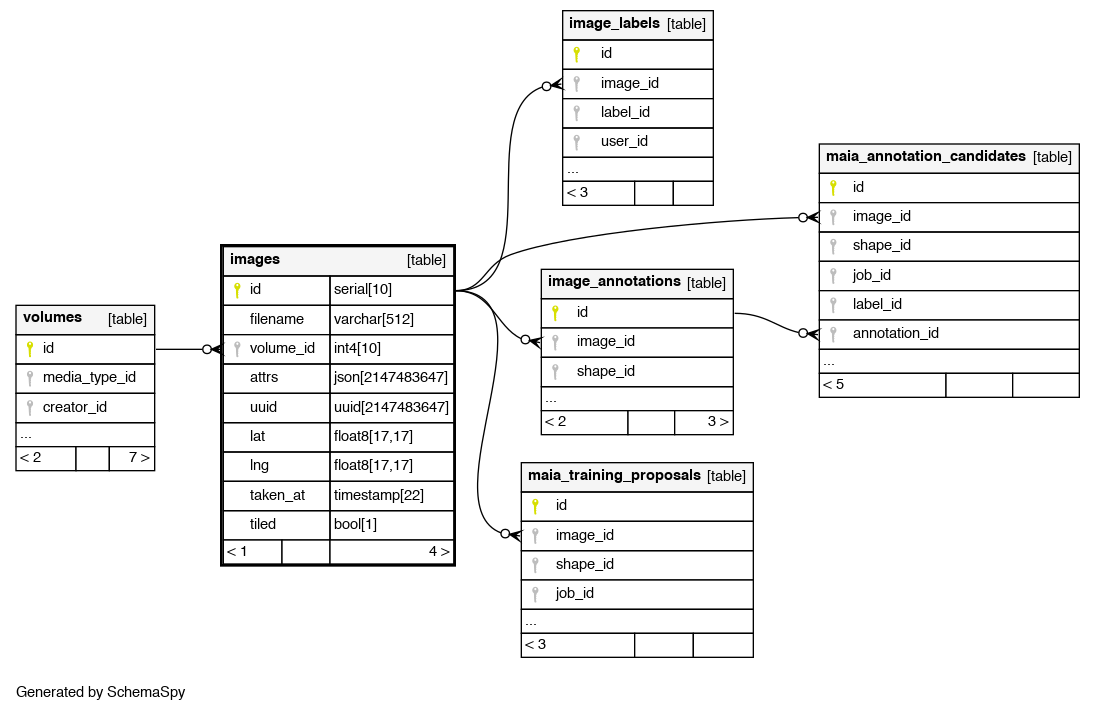 image_labels [table]
id
image_id
label_id
user_id
...
< 3
maia_annotation_candidates [table]
id
image_id
shape_id
job_id
label_id
annotation_id
...
< 5
images [table]
id serial[10]
filename varchar[512]
volume_id int4[10]
attrs json[2147483647]
uuid uuid[2147483647]
lat float8[17,17]
lng float8[17,17]
taken_at timestamp[22]
tiled bool[1]
< 1 4 >
image_annotations [table]
id
image_id
shape_id
...
< 2 3 >
volumes [table]
id
media_type_id
creator_id
...
< 2 7 >
maia_training_proposals [table]
id
image_id
shape_id
job_id
...
< 3
Generated by SchemaSpy